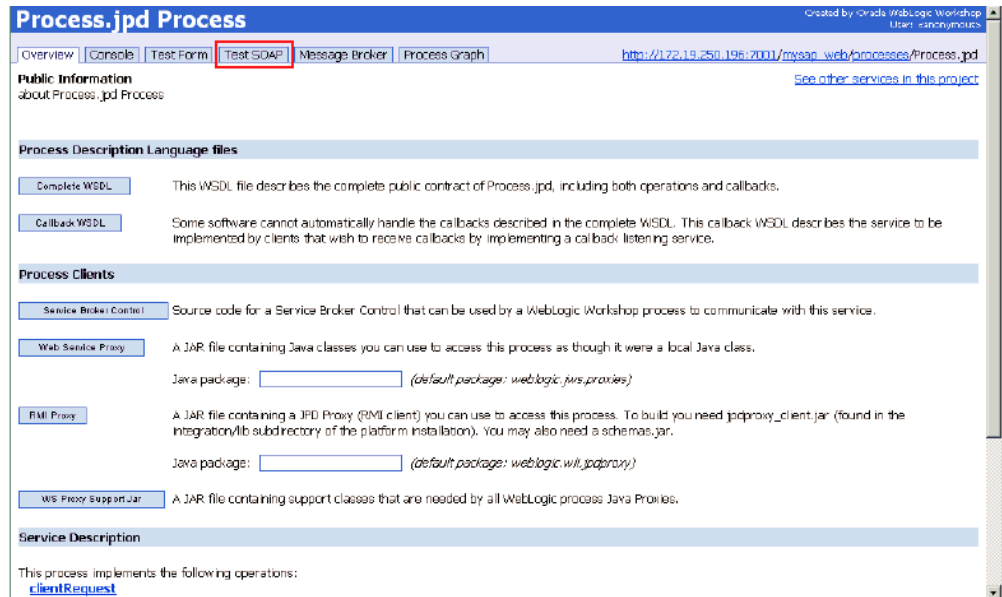 Process.jpd Process
Created by Oracle WebLogic Workshop
User: <anonymous>
Overview Console Test Form Test SOAP Message Broker Process Graph http://172.19.250.196:7001/mysap_web/processes/Process.jpd
Public Information
about Process.jpd Process
See other services in this project
Process Description Language files
Complete WSDL This WSDL file describes the complete public contract of Process.jpd, including both operations and callbacks.
Callback WSDL Some software cannot automatically handle the callbacks described in the complete WSDL. This callback WSDL describes the service to be
implemented by clients that wish to receive callbacks by implementing a callback listening service.
Process Clients
Service Broker Control Source code for a Service Broker Control that can be used by a WebLogic Workshop process to communicate with this service.
Web Service Proxy A JAR file containing Java classes you can use to access this process as though it were a local Java class.
Java package: (default package: weblogic.jws.proxies)
RMI Proxy A JAR file containing a JPD Proxy (RMI client) you can use to access this process. To build you need jpdproxy_client.jar (found in the
integration/lib subdirectory of the platform installation). You may also need a schemas.jar.
Java package: (default package: weblogic.wli.jpdproxy)
WS Proxy Support Jar A JAR file containing support classes that are needed by all WebLogic process Java Proxies.
Service Description
This process implements the following operations:
clientRequest